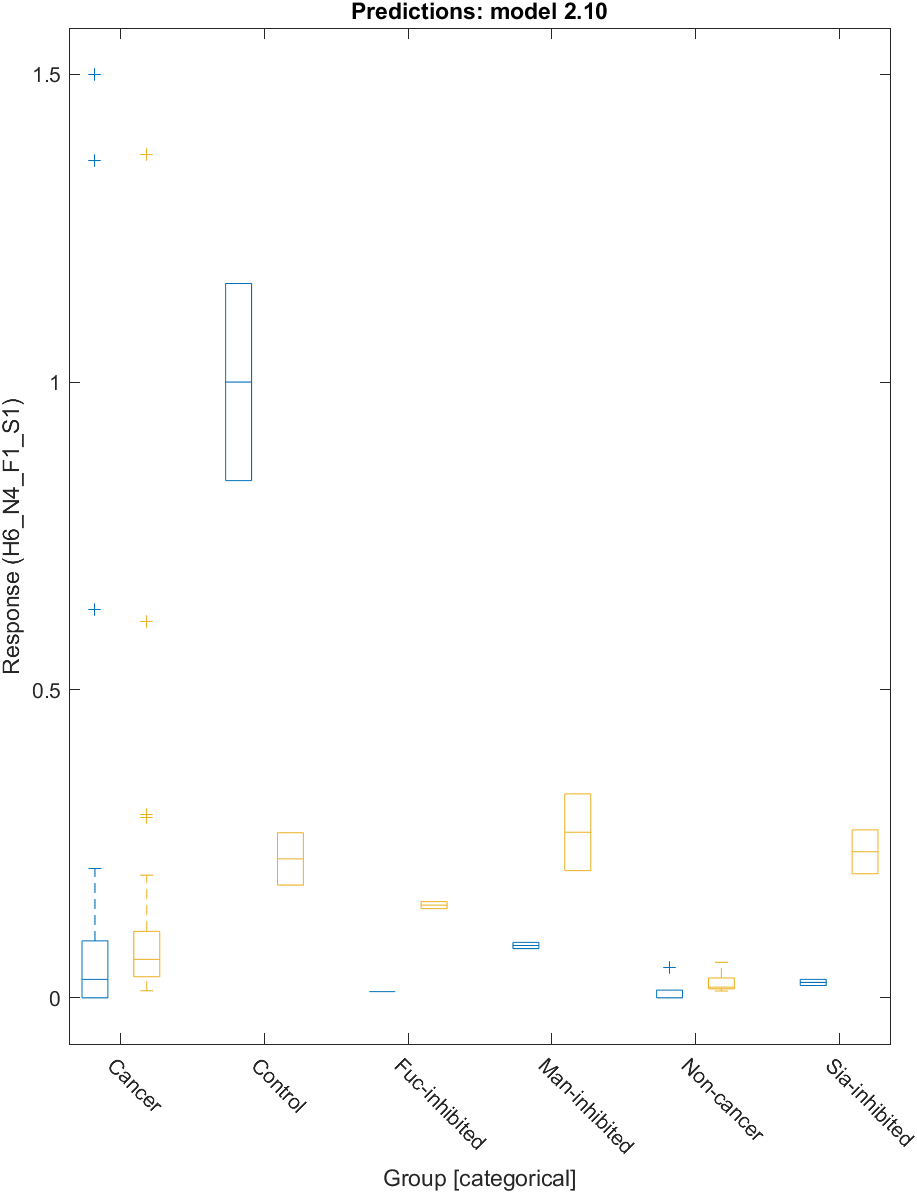 Predictions: model 2.10
1.5
1
0.5
0
Response (H6_N4_F1_S1)
Cancer
Control
Fuc-inhibited
Man-inhibited
Non-cancer
Sia-inhibited
Group [categorical]